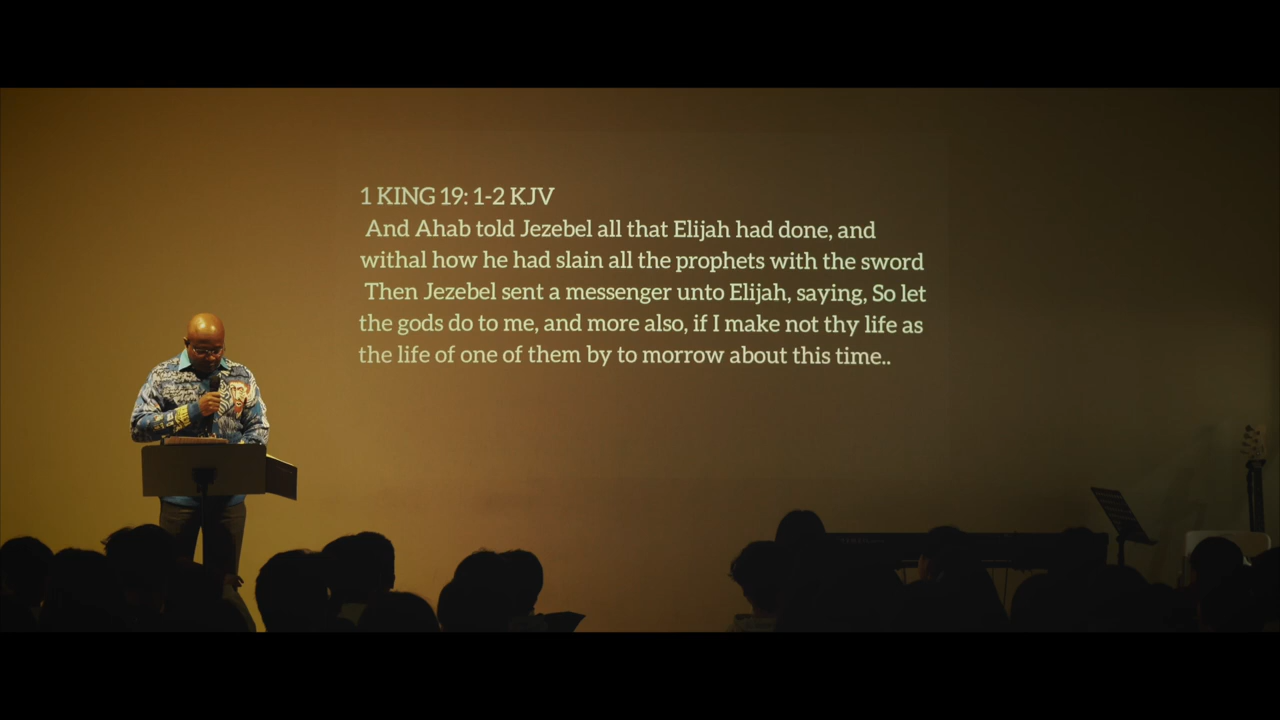 1 KING 19: 1-2 KJV
And Ahab told Jezebel all that Elijah had done, and
withal how he had slain all the prophets with the sword
Then Jezebel sent a messenger unto Elijah, saying, So let
the gods do to me, and more also, if I make not thy life as
the life of one of them by to morrow about this time..